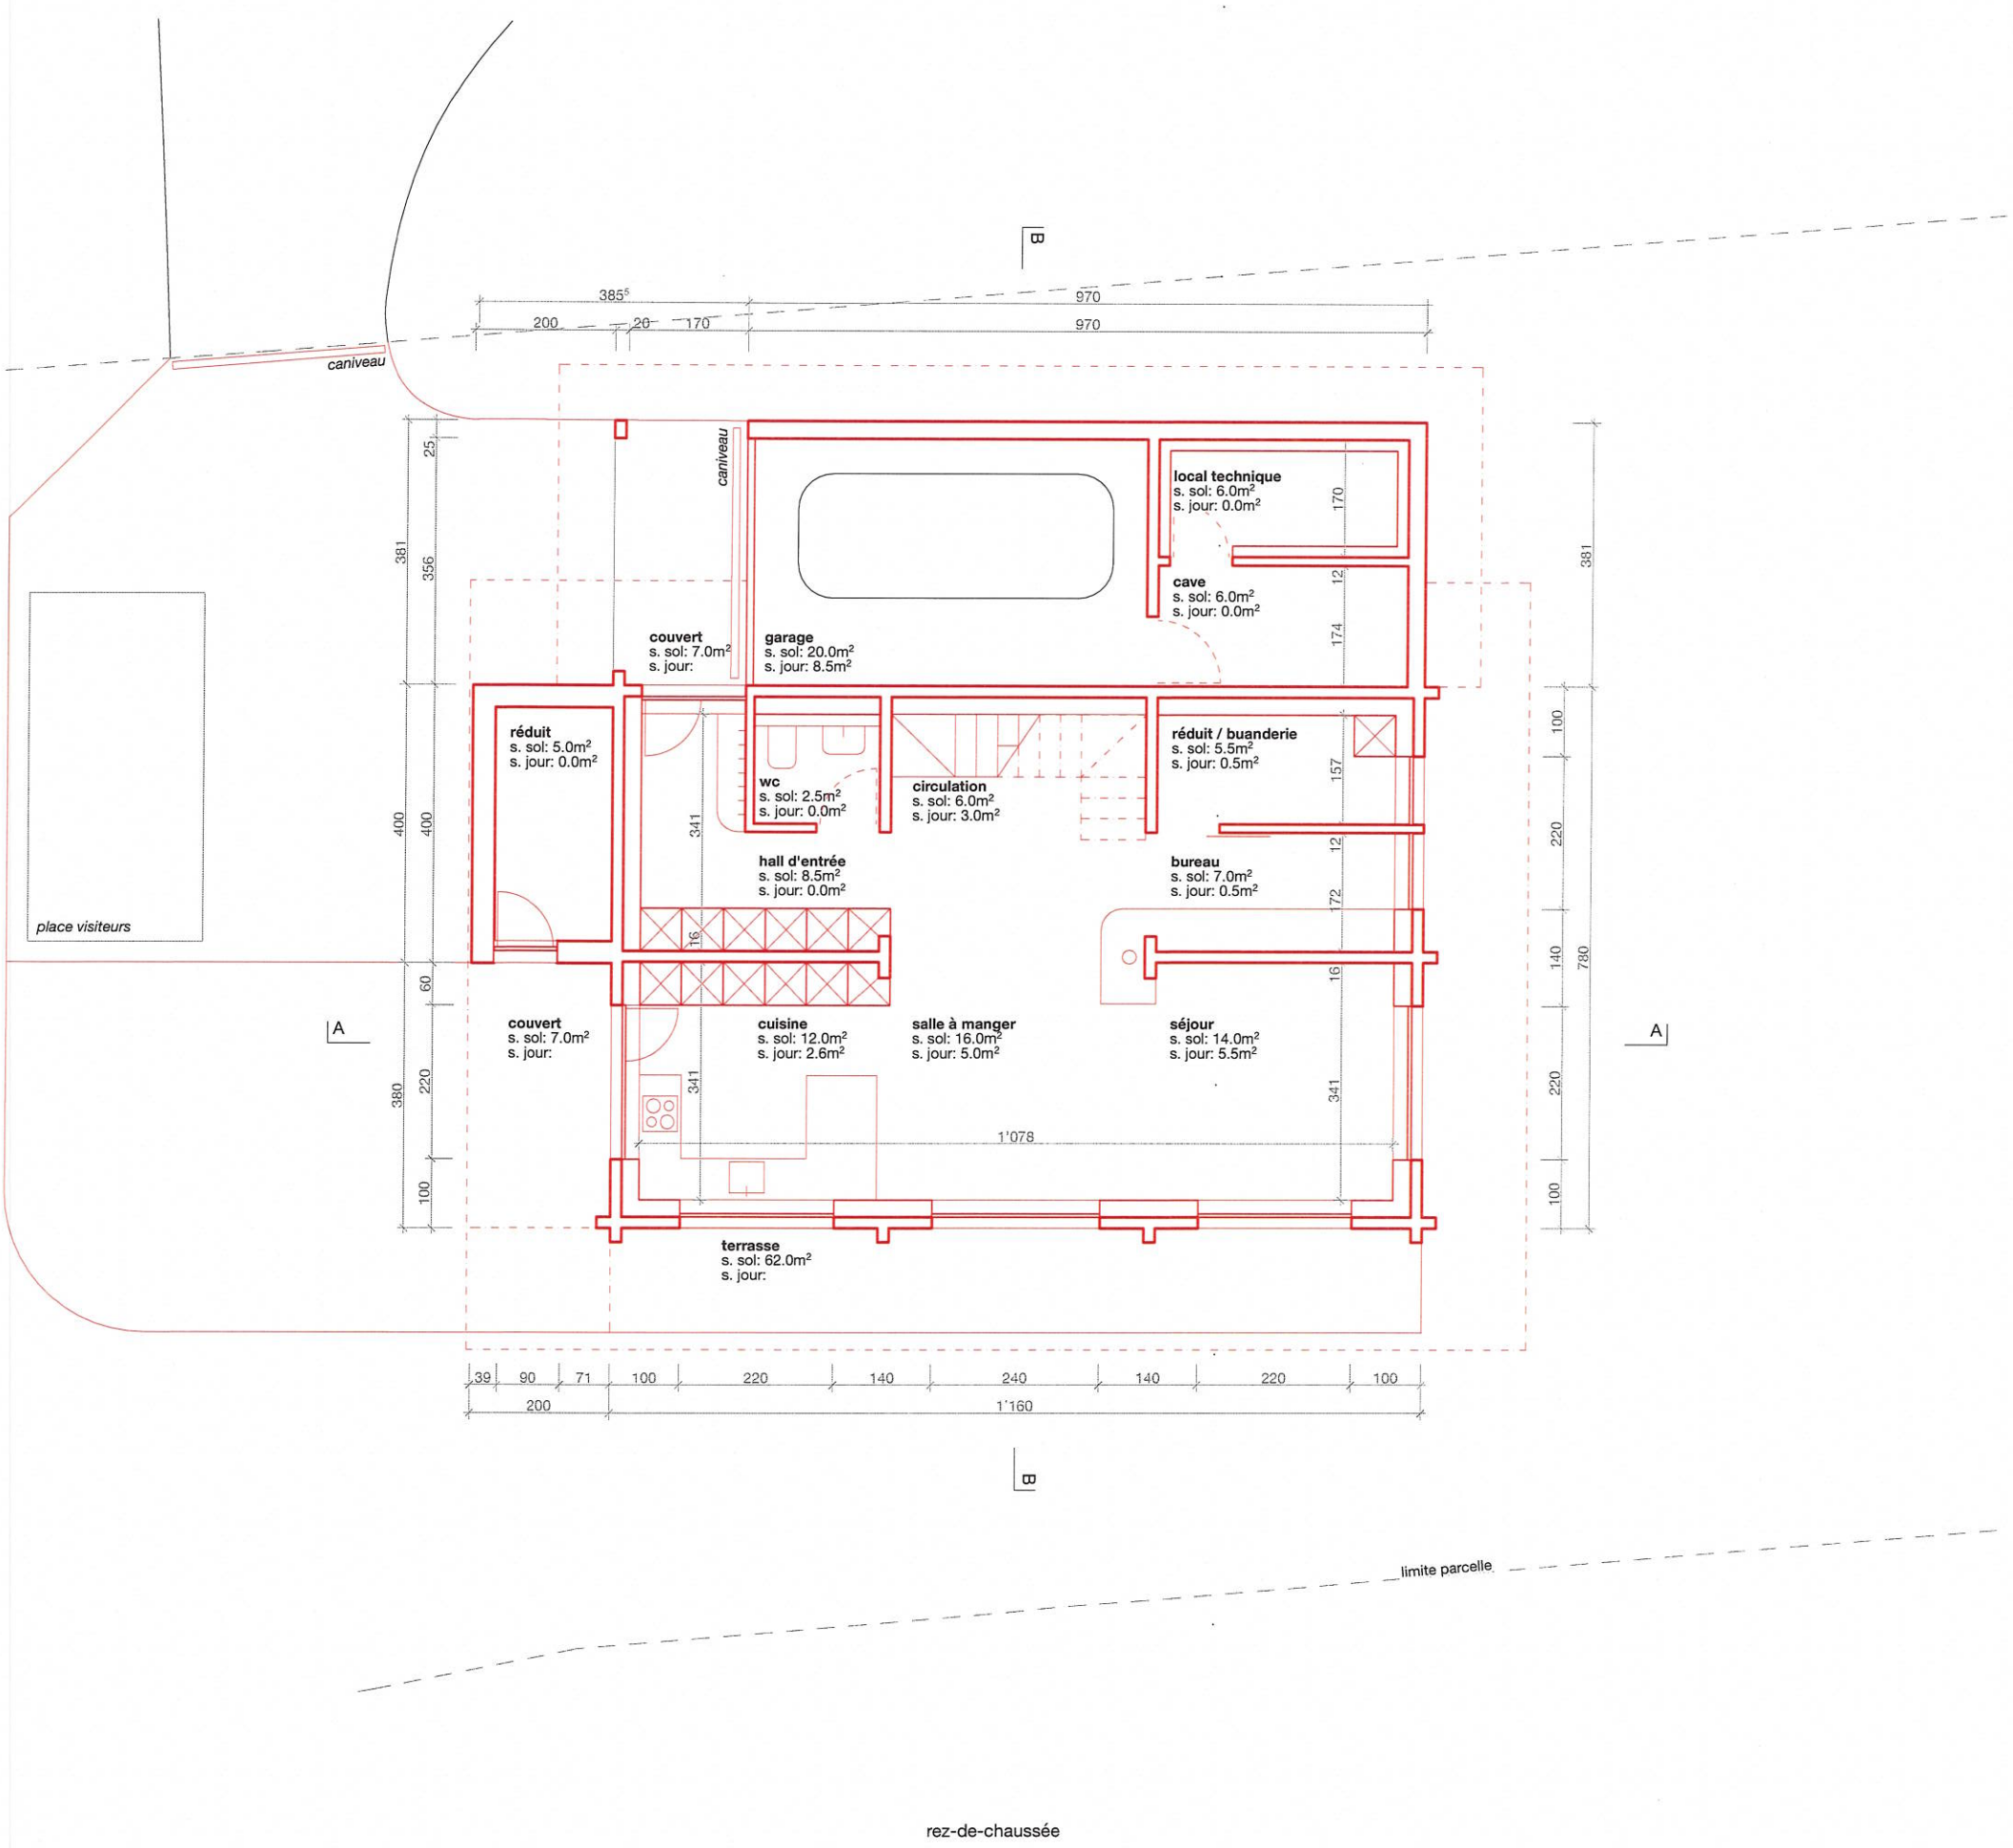 B
385⁵
970
200
20
170
970
caniveau
25
381
356
caniveau
local technique
s. sol: 6.0m²
s. jour: 0.0m²
170
12
cave
s. sol: 6.0m²
s. jour: 0.0m²
174
381
couvert
s. sol: 7.0m²
s. jour:
garage
s. sol: 20.0m²
s. jour: 8.5m²
réduit
s. sol: 5.0m²
s. jour: 0.0m²
wc
s. sol: 2.5m²
s. jour: 0.0m²
circulation
s. sol: 6.0m²
s. jour: 3.0m²
réduit / buanderie
s. sol: 5.5m²
s. jour: 0.5m²
157
100
400
400
341
220
12
hall d'entrée
s. sol: 8.5m²
s. jour: 0.0m²
bureau
s. sol: 7.0m²
s. jour: 0.5m²
172
place visiteurs
16
16
140
780
60
A
couvert
s. sol: 7.0m²
s. jour:
cuisine
s. sol: 12.0m²
s. jour: 2.6m²
salle à manger
s. sol: 16.0m²
s. jour: 5.0m²
séjour
s. sol: 14.0m²
s. jour: 5.5m²
A
380
220
341
341
220
1'078
100
100
terrasse
s. sol: 62.0m²
s. jour:
39
90
71
100
220
140
240
140
220
100
200
1'160
B
limite parcelle
rez-de-chaussée